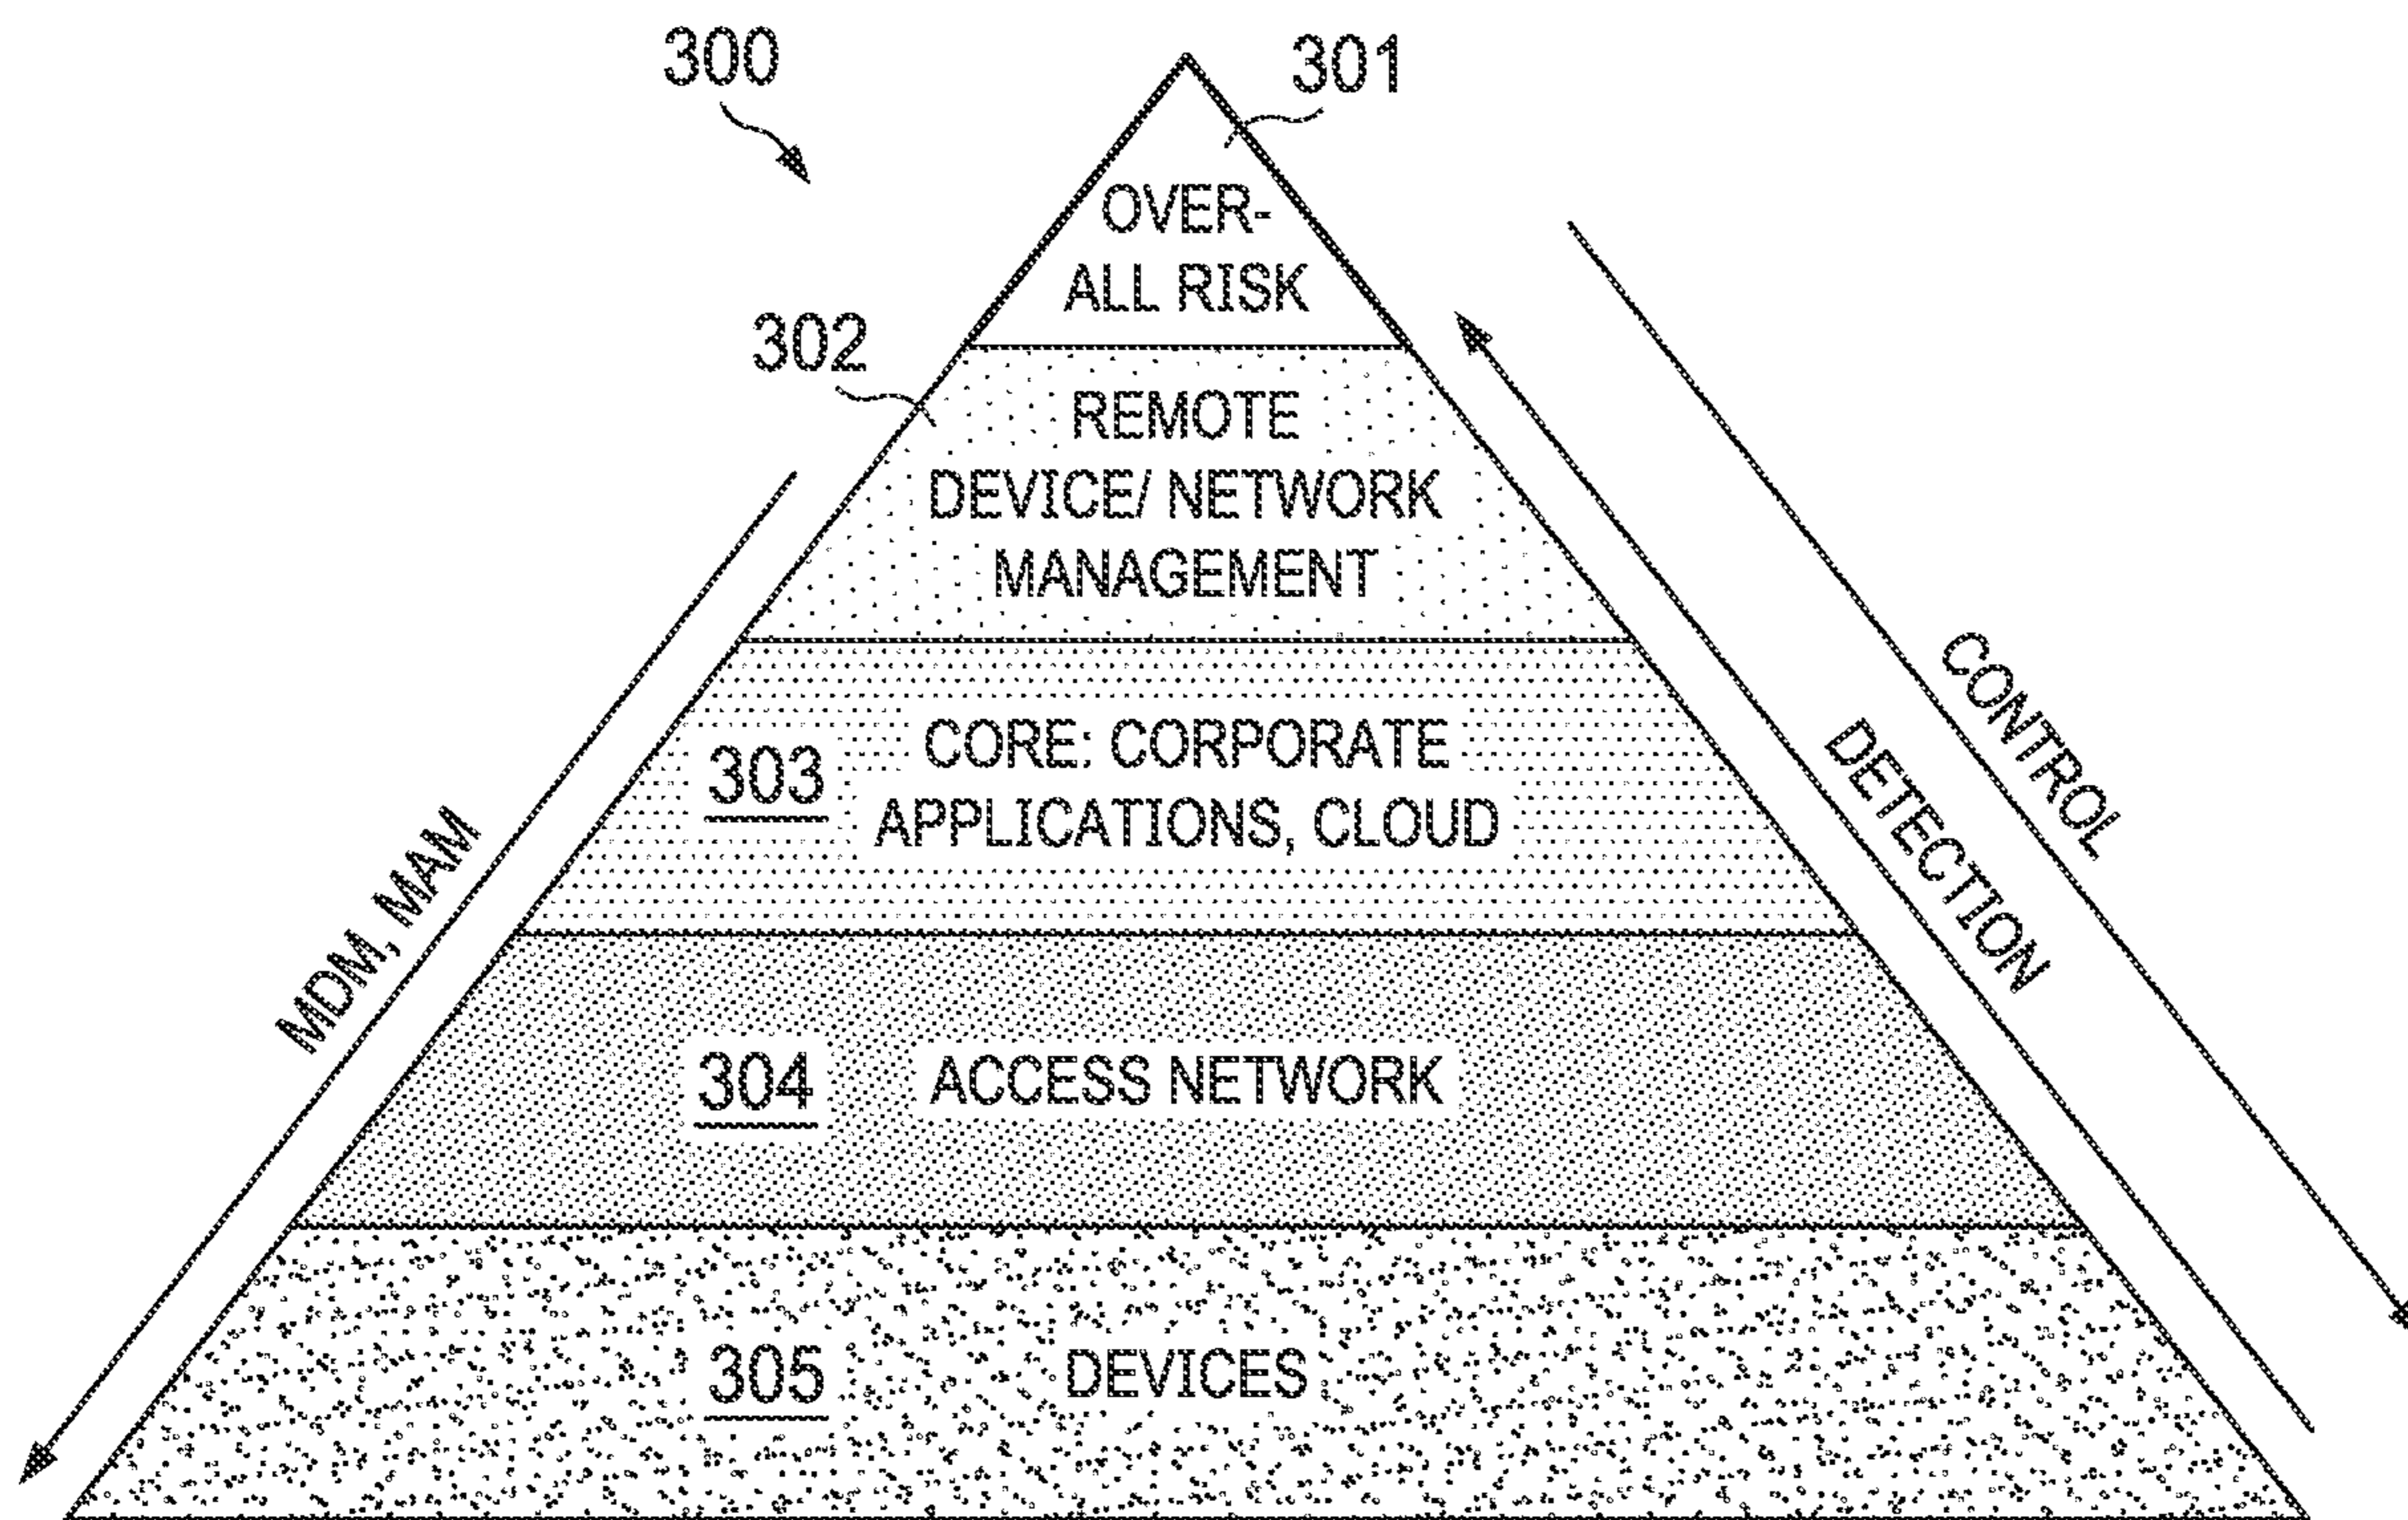 300
301
OVER-
ALL RISK
302
REMOTE
DEVICE/ NETWORK
MANAGEMENT
CONTROL
DETECTION
303
CORE: CORPORATE
APPLICATIONS, CLOUD
MDM, MAM
304
ACCESS NETWORK
305
DEVICES